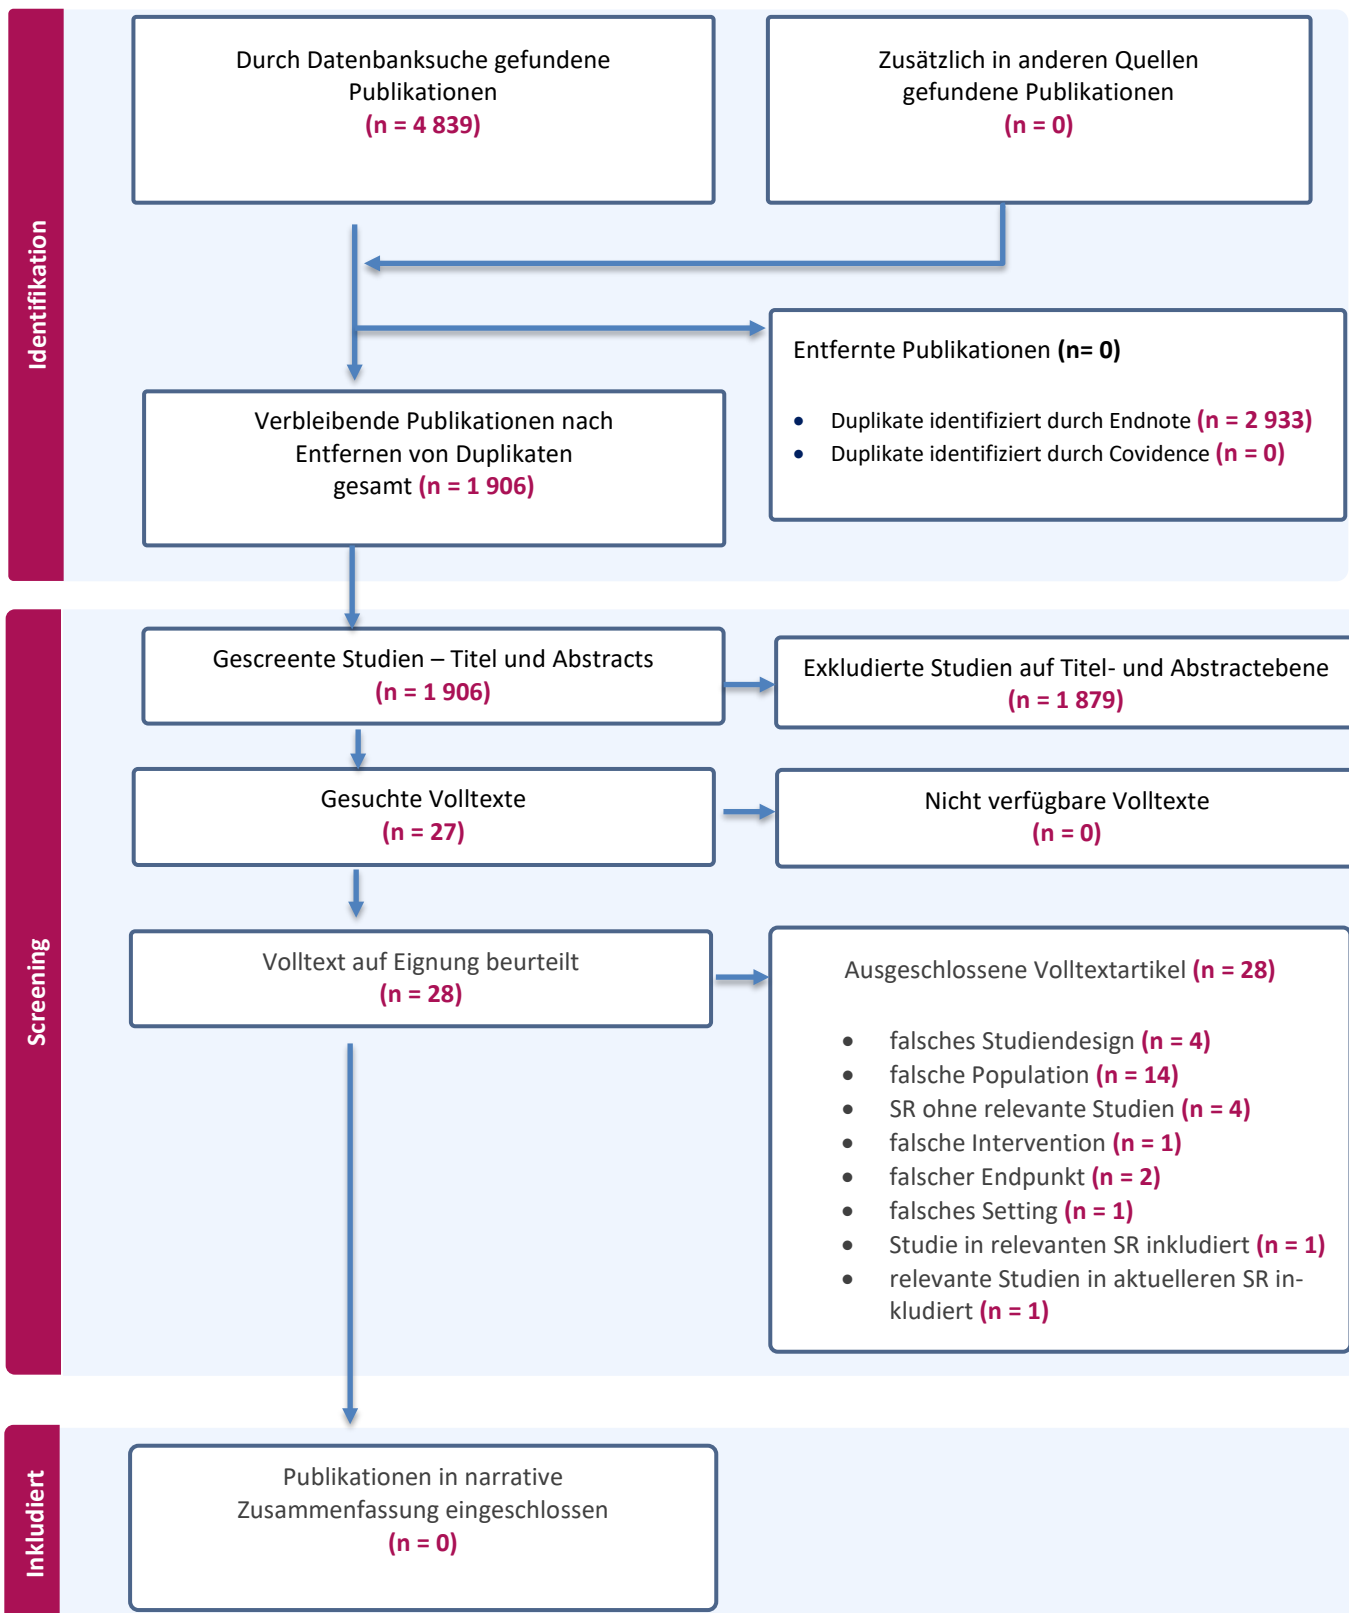 Identifikation
Durch Datenbanksuche gefundene
Publikationen
(n = 4 839)
Zusätzlich in anderen Quellen
gefundene Publikationen
(n = 0)
Entfernte Publikationen (n= 0)
• Duplikate identifiziert durch Endnote (n = 2 933)
• Duplikate identifiziert durch Covidence (n = 0)
Verbleibende Publikationen nach
Entfernen von Duplikaten
gesamt (n = 1 906)
Screening
Gescreente Studien – Titel und Abstracts
(n = 1 906)
Exkludierte Studien auf Titel- und Abstractebene
(n = 1 879)
Gesuchte Volltexte
(n = 27)
Nicht verfügbare Volltexte
(n = 0)
Volltext auf Eignung beurteilt
(n = 28)
Ausgeschlossene Volltextartikel (n = 28)
• falsches Studiendesign (n = 4)
• falsche Population (n = 14)
• SR ohne relevante Studien (n = 4)
• falsche Intervention (n = 1)
• falscher Endpunkt (n = 2)
• falsches Setting (n = 1)
• Studie in relevanten SR inkludiert (n = 1)
• relevante Studien in aktuelleren SR in-
kludiert (n = 1)
Inkludiert
Publikationen in narrative
Zusammenfassung eingeschlossen
(n = 0)